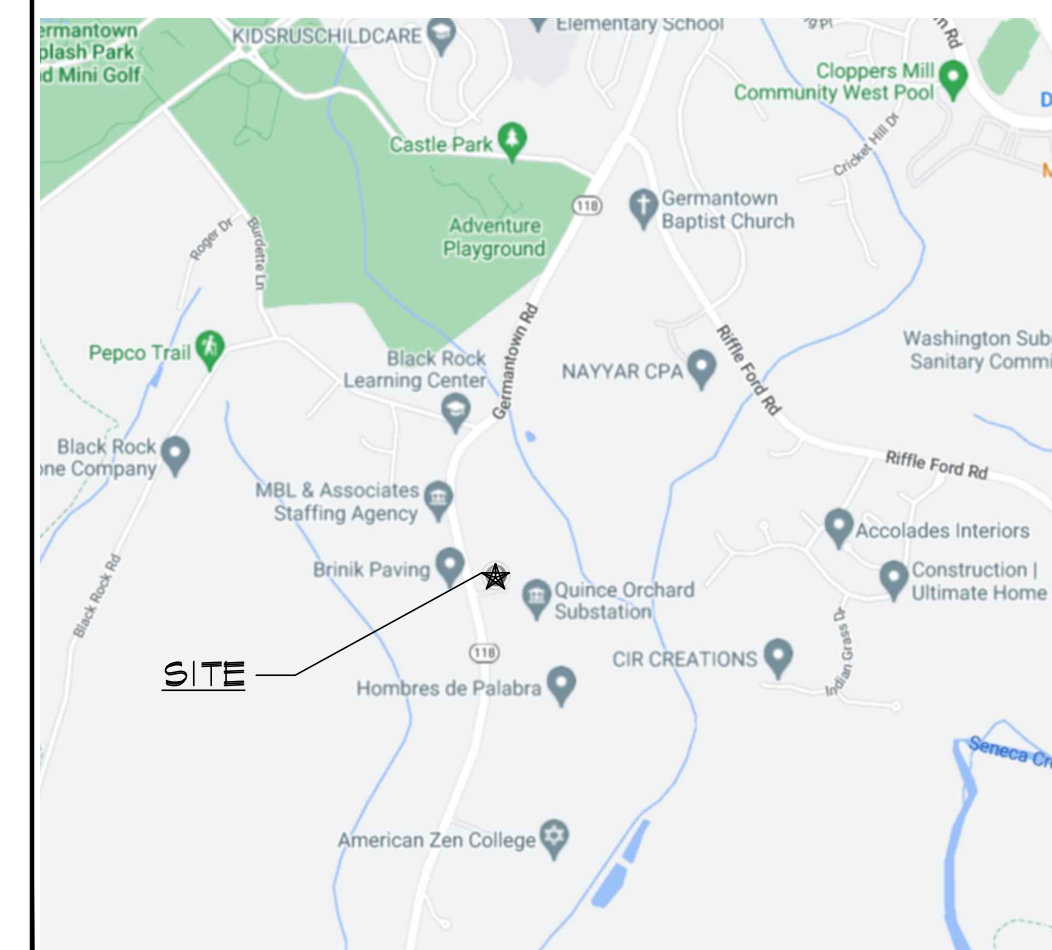 ermantown
plash Park
d Mini Golf
KIDSRUSCHILDCARE
Elementary School
m Rd
Cloppers Mill
Community West Pool
D
Castle Park
Cricket Hill Dr
M
118
Germantown
Baptist Church
Adventure
Playground
Roger Dr
Burdette Ln
Germantown Rd
Riffle Ford Rd
Washington Sub
Sanitary Commi
Pepco Trail
Black Rock
Learning Center
NAYYAR CPA
Black Rock
one Company
Riffle Ford Rd
MBL & Associates
Staffing Agency
Accolades Interiors
Brinik Paving
Construction |
Ultimate Home
Quince Orchard
Substation
Black Rock Rd
Indian Grass Dr
118
SITE
CIR CREATIONS
Hombres de Palabra
Seneca Cre
American Zen College